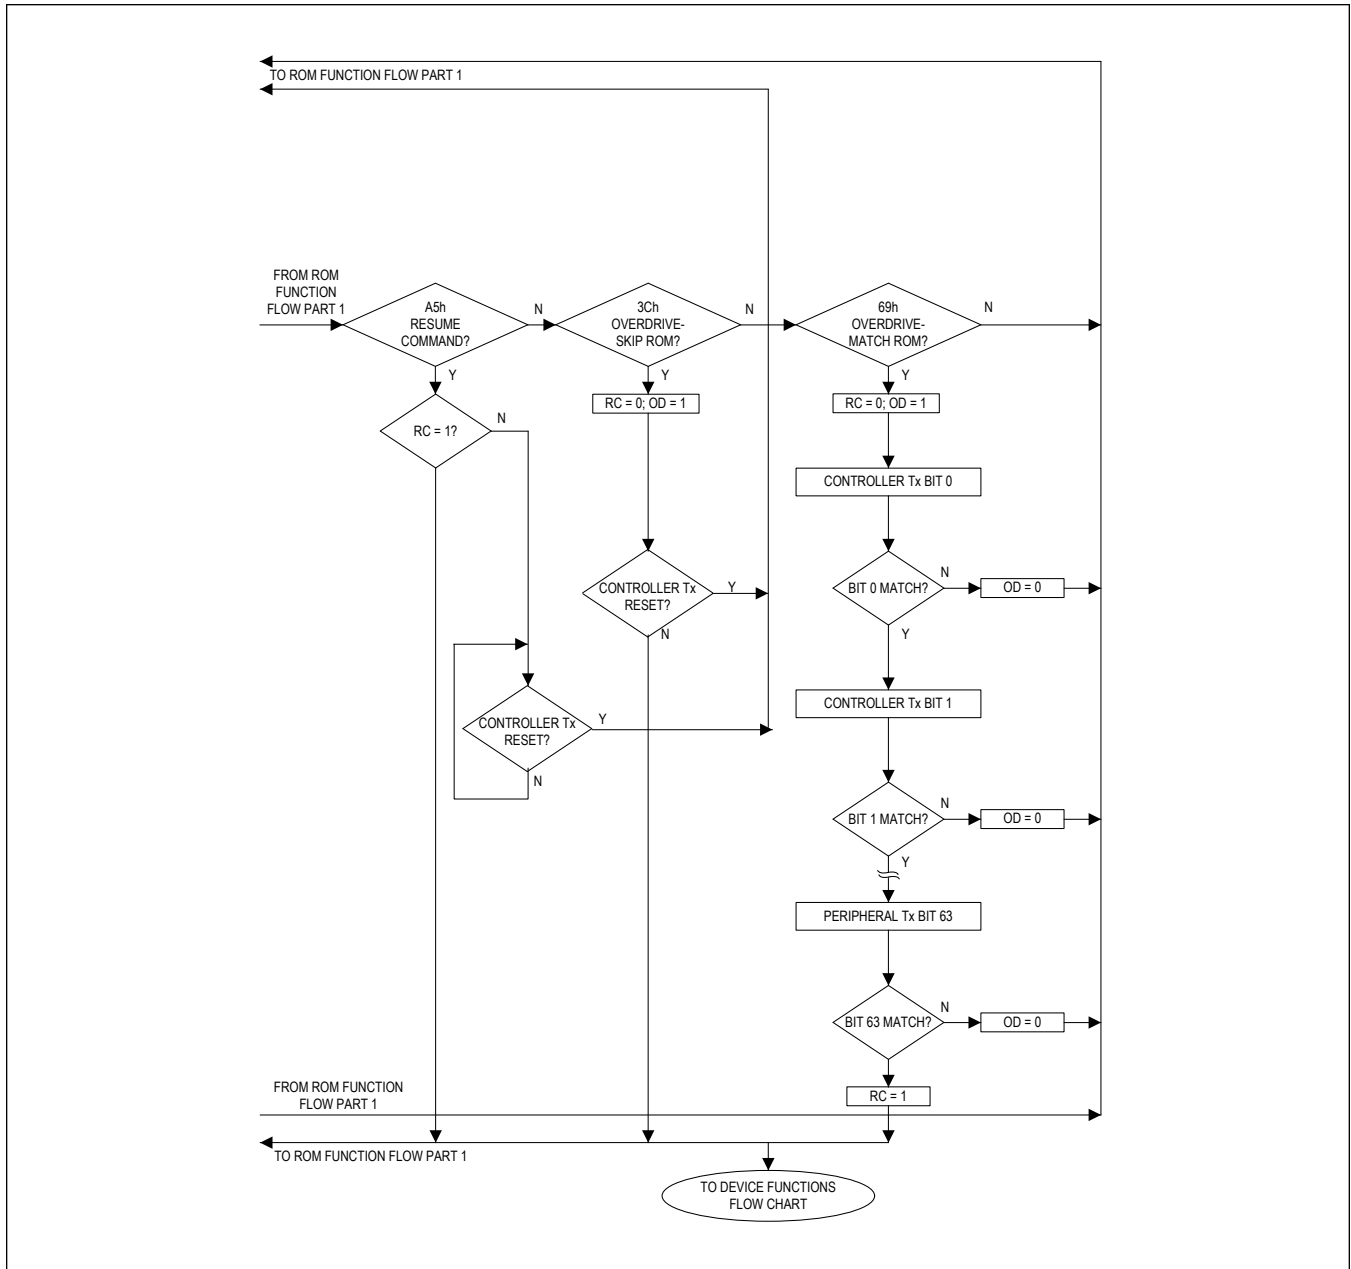 TO ROM FUNCTION FLOW PART 1
FROM ROM
FUNCTION
FLOW PART 1
A5h
RESUME
COMMAND?
N
Y
3Ch
OVERDRIVE-
SKIP ROM?
N
Y
69h
OVERDRIVE-
MATCH ROM?
N
Y
RC = 1?
N
RC = 0; OD = 1
RC = 0; OD = 1
CONTROLLER Tx BIT 0
CONTROLLER Tx
RESET?
Y
N
BIT 0 MATCH?
N
OD = 0
Y
CONTROLLER Tx BIT 1
CONTROLLER Tx
RESET?
Y
N
BIT 1 MATCH?
N
OD = 0
Y
PERIPHERAL Tx BIT 63
BIT 63 MATCH?
N
OD = 0
RC = 1
FROM ROM FUNCTION
FLOW PART 1
TO ROM FUNCTION FLOW PART 1
TO DEVICE FUNCTIONS
FLOW CHART